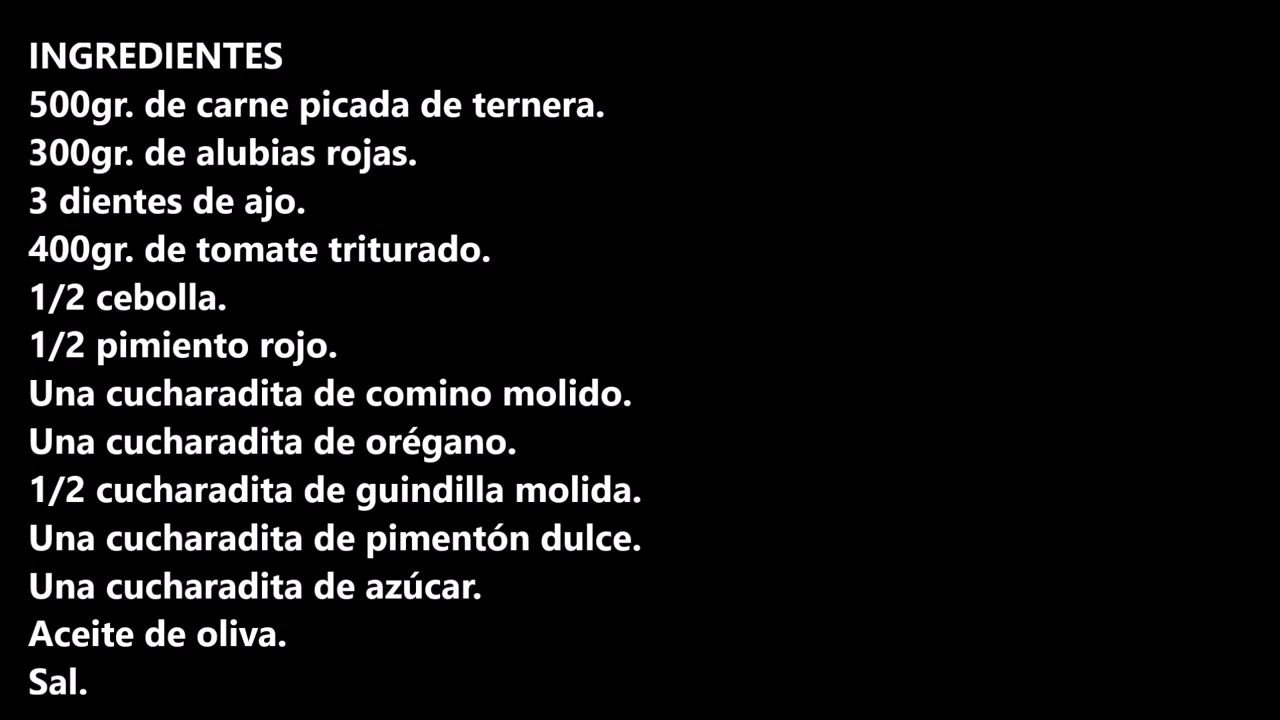 INGREDIENTES
500gr. de carne picada de ternera.
300gr. de alubias rojas.
3 dientes de ajo.
400gr. de tomate triturado.
1/2 cebolla.
1/2 pimiento rojo.
Una cucharadita de comino molido.
Una cucharadita de orégano.
1/2 cucharadita de guindilla molida.
Una cucharadita de pimentón dulce.
Una cucharadita de azúcar.
Aceite de oliva.
Sal.